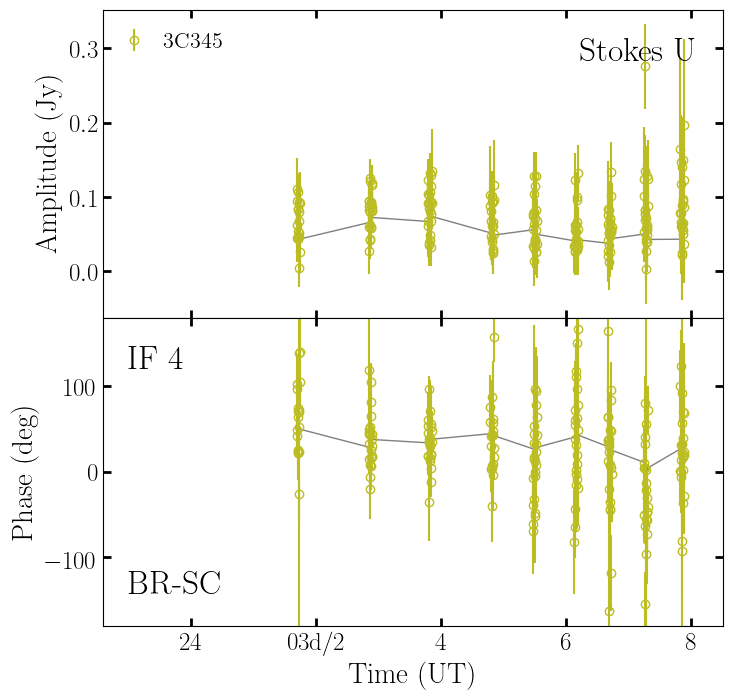 3C345
Stokes U
Amplitude (Jy)
0.3
0.2
0.1
0.0
IF 4
Phase (deg)
100
0
−100
BR-SC
24
03d/2
4
6
8
Time (UT)